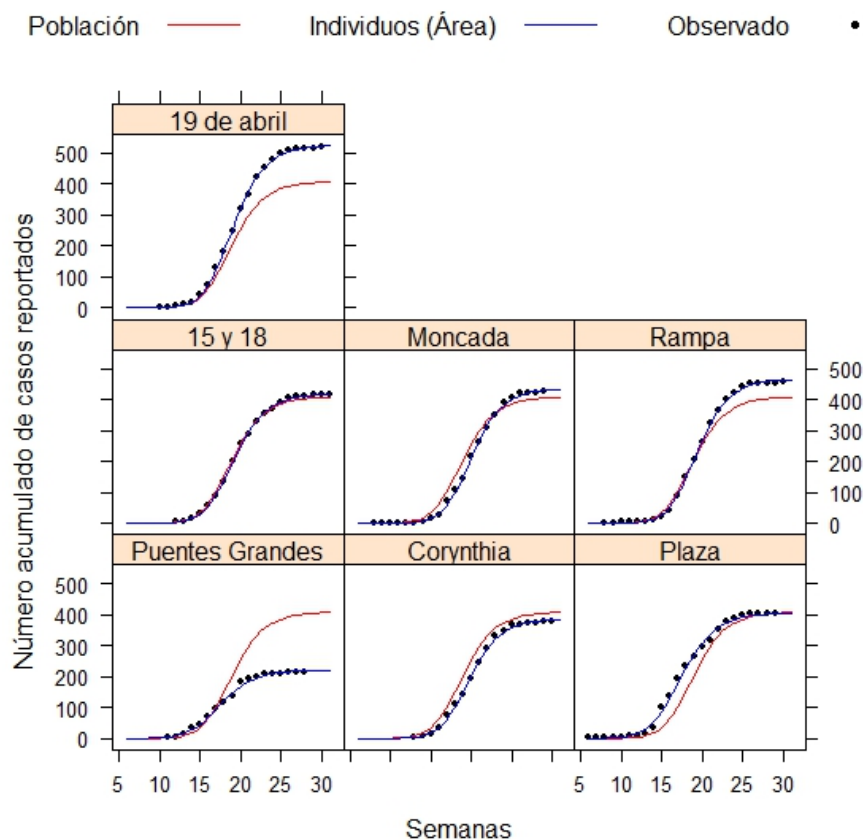 Población Individuos (Área) Observado
19 de abril
500
400
300
200
100
0
15 y 18 Moncada Rampa
500
400
300
200
100
0
Puentes Grandes Corynthia Plaza
500
400
300
200
100
0
5 10 15 20 25 30 5 10 15 20 25 30
Semanas
Número acumulado de casos reportados